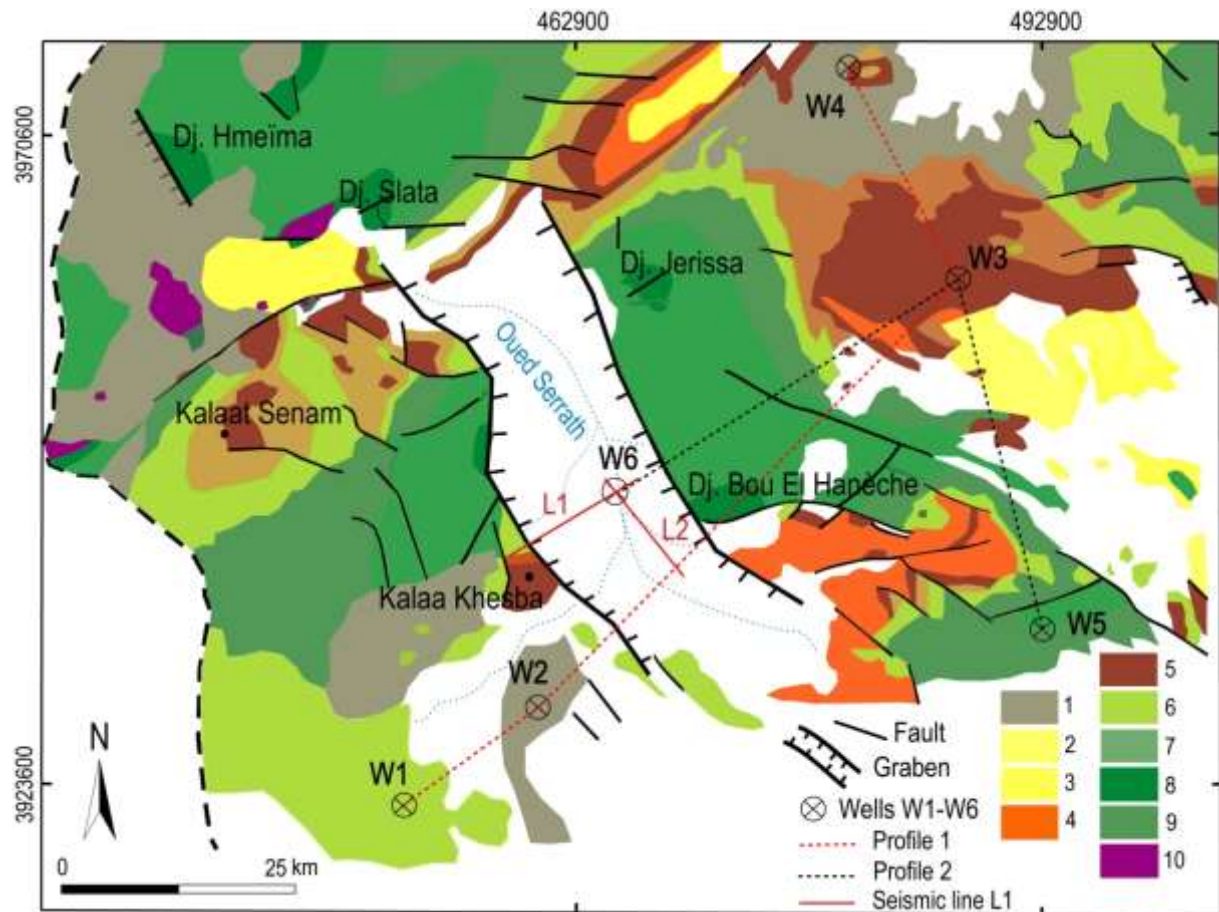 462900 492900
3970600
3923600
W4
Dj. Hmeïma
Dj. Slata
Dj. Jerissa
W3
Oued Serrath
Kalaat Senam
W6
Dj. Bou El Hanèche
L1
L2
Kalaa Khesba
W5
W2
W1
N
0 25 km
Fault
Graben
Wells W1-W6
Profile 1
Profile 2
Seismic line L1
1
2
3
4
5
6
7
8
9
10